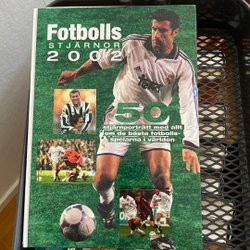 Fotbolls
STJÄRNOR
2002
50
stjärnporträtt med allt
om de bästa fotbolls-
spelarna i världen